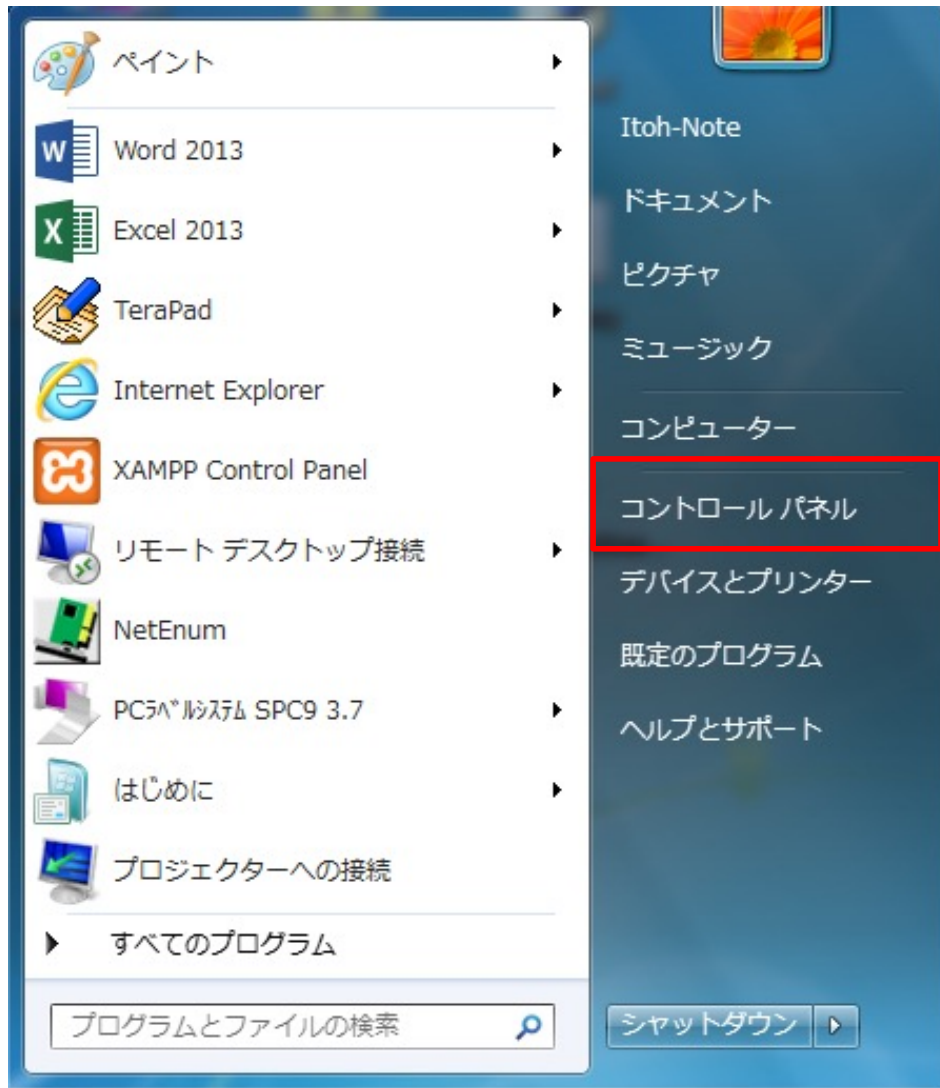 ペイント
Word 2013
Excel 2013
TeraPad
Internet Explorer
XAMPP Control Panel
リモート デスクトップ接続
NetEnum
PCﾗﾍﾞﾙｼｽﾃﾑ SPC9 3.7
はじめに
プロジェクターへの接続
すべてのプログラム
プログラムとファイルの検索
Itoh-Note
ドキュメント
ピクチャ
ミュージック
コンピューター
コントロール パネル
デバイスとプリンター
既定のプログラム
ヘルプとサポート
シャットダウン